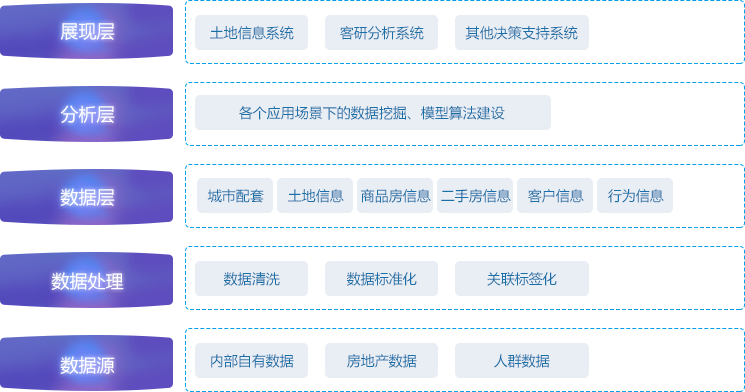 展现层
土地信息系统 客研分析系统 其他决策支持系统
分析层
各个应用场景下的数据挖掘、模型算法建设
数据层
城市配套 土地信息 商品房信息 二手房信息 客户信息 行为信息
数据处理
数据清洗 数据标准化 关联标签化
数据源
内部自有数据 房地产数据 人群数据